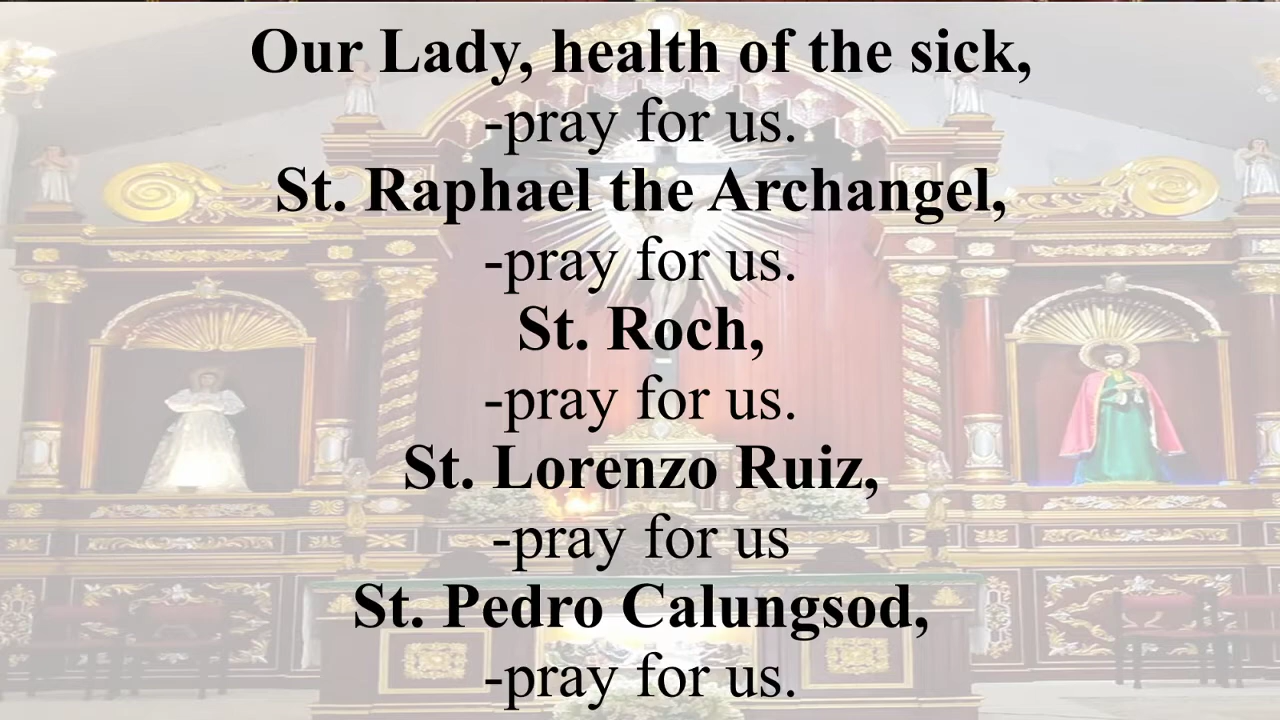 Our Lady, health of the sick,
-pray for us.
St. Raphael the Archangel,
-pray for us.
St. Roch,
-pray for us.
St. Lorenzo Ruiz,
-pray for us
St. Pedro Calungsod,
-pray for us.